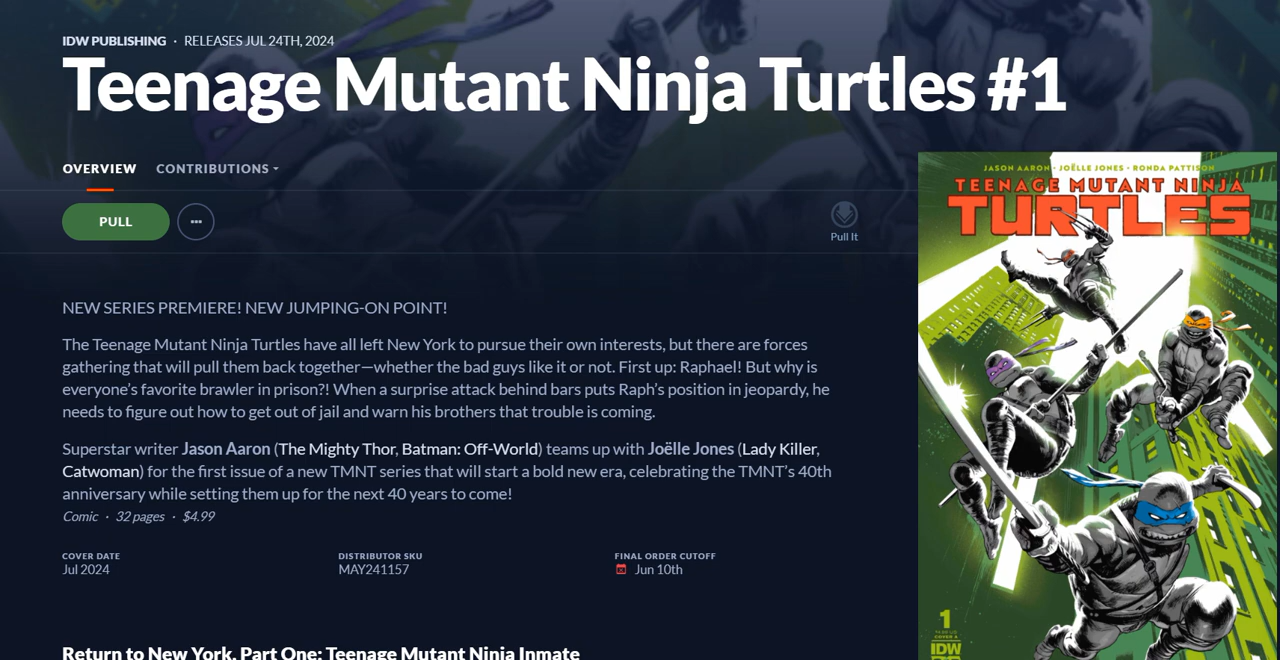 IDW PUBLISHING · RELEASES JUL 24TH, 2024
Teenage Mutant Ninja Turtles #1
OVERVIEW CONTRIBUTIONS
PULL ...
Pull It
NEW SERIES PREMIERE! NEW JUMPING-ON POINT!
The Teenage Mutant Ninja Turtles have all left New York to pursue their own interests, but there are forces
gathering that will pull them back together—whether the bad guys like it or not. First up: Raphael! But why is
everyone's favorite brawler in prison?! When a surprise attack behind bars puts Raph's position in jeopardy, he
needs to figure out how to get out of jail and warn his brothers that trouble is coming.
Superstar writer Jason Aaron (The Mighty Thor, Batman: Off-World) teams up with Joëlle Jones (Lady Killer,
Catwoman) for the first issue of a new TMNT series that will start a bold new era, celebrating the TMNT's 40th
anniversary while setting them up for the next 40 years to come!
Comic · 32 pages · $4.99
COVER DATE
Jul 2024
DISTRIBUTOR SKU
MAY241157
FINAL ORDER CUTOFF
Jun 10th
Return to New York, Part One: Teenage Mutant Ninja Inmate
JASON AARON · JOËLLE JONES · RONDA PATTISON
TEENAGE MUTANT NINJA
TURTLES
1
COVER A
IDW